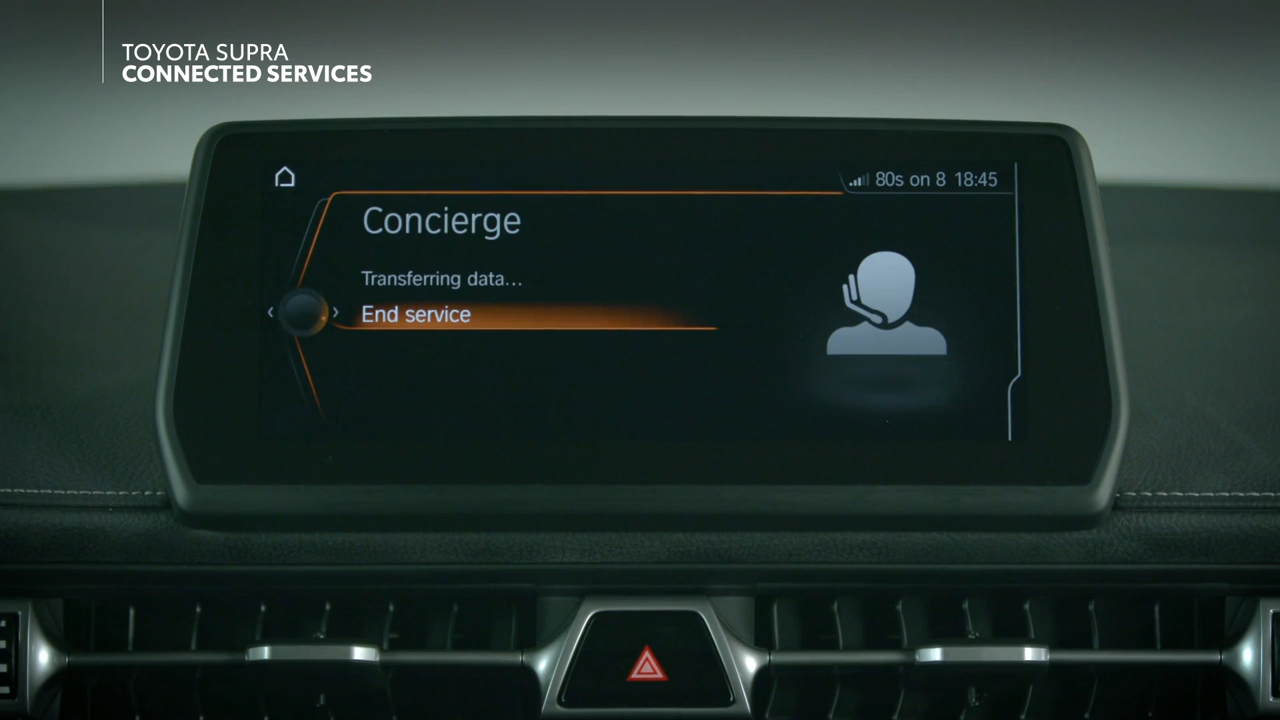 TOYOTA SUPRA
CONNECTED SERVICES
80s on 8 18:45
Concierge
Transferring data...
End service